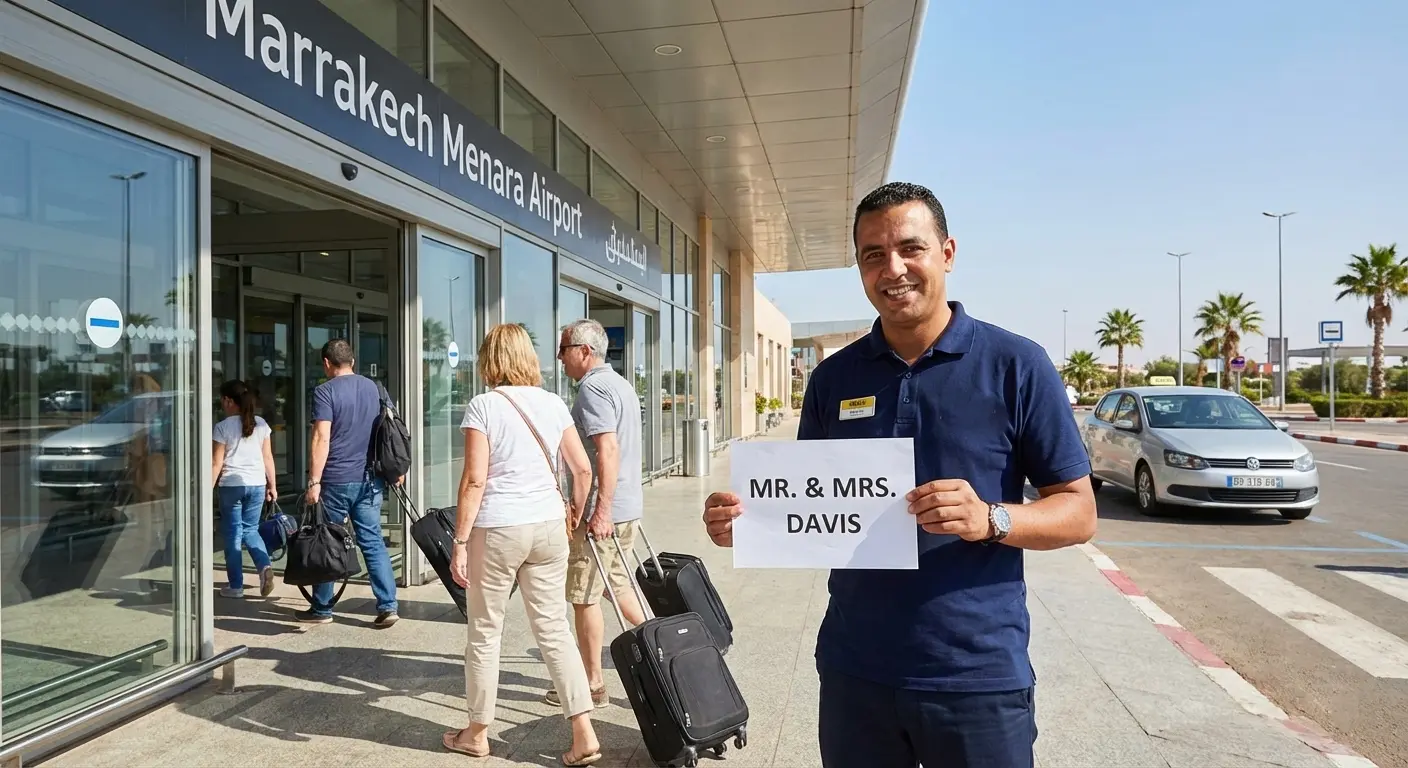 Marrakech Menara Airport
MR. & MRS.
DAVIS